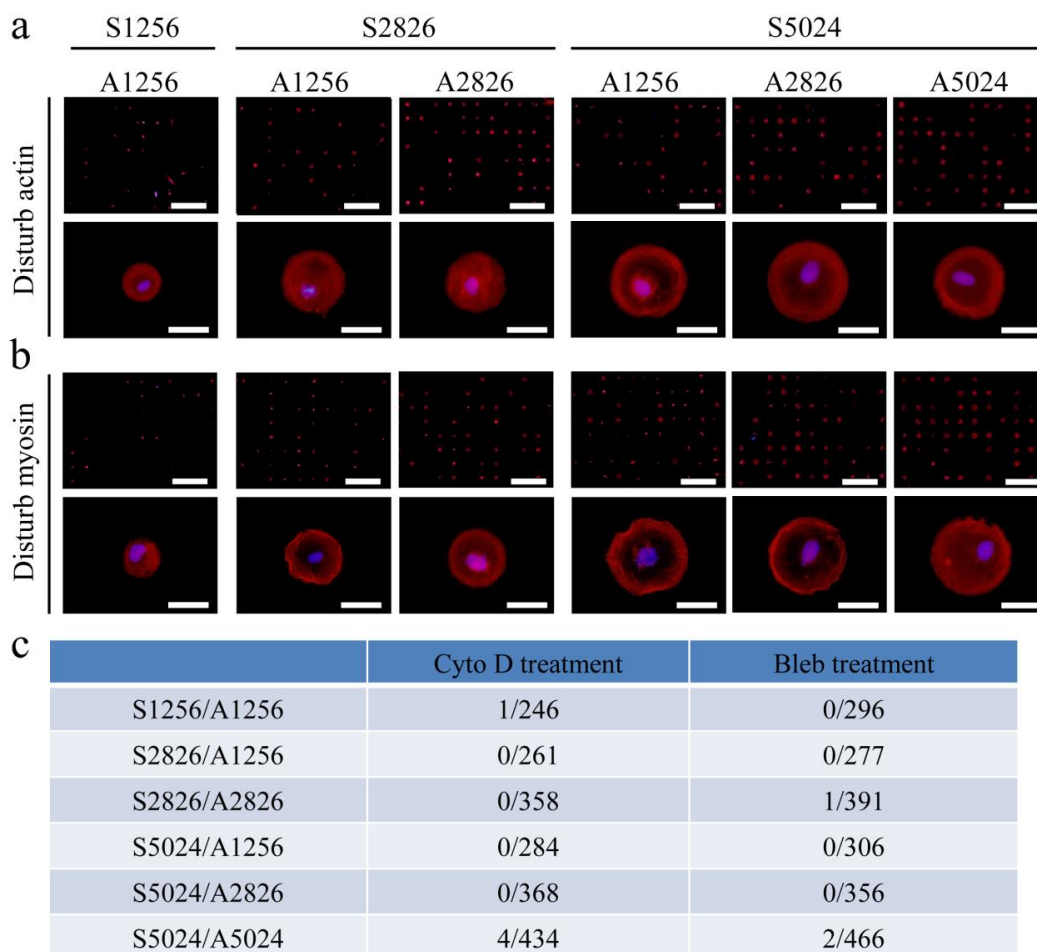 a
S1256 S2826 S5024
A1256 A1256 A2826 A1256 A2826 A5024
Disturb actin
b
Disturb myosin
c
Cyto D treatment Bleb treatment
S1256/A1256 1/246 0/296
S2826/A1256 0/261 0/277
S2826/A2826 0/358 1/391
S5024/A1256 0/284 0/306
S5024/A2826 0/368 0/356
S5024/A5024 4/434 2/466